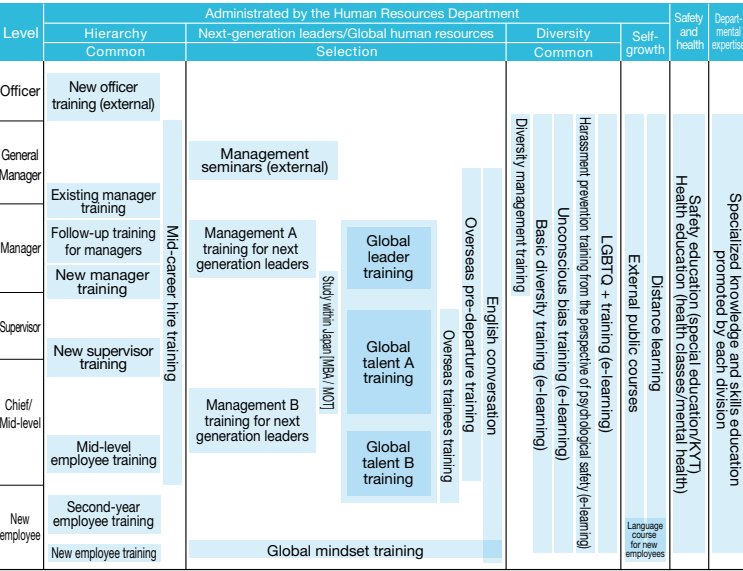 Level
Administrated by the Human Resources Department
Hierarchy
Next-generation leaders/Global human resources
Diversity
Self-
growth
Common
Selection
Common
Safety
and
health
Depart-
mental
expertise
Officer
General
Manager
Manager
Supervisor
Chief/
Mid-level
New
employee
New officer
training (external)
Existing manager
training
Follow-up training
for managers
New manager
training
New supervisor
training
Mid-level
employee training
Second-year
employee training
New employee training
Mid-career hire training
Management
seminars (external)
Management A
training for next
generation leaders
Management B
training for next
generation leaders
Study within Japan [MBA / MOT]
Global
leader
training
Global
talent A
training
Global
talent B
training
Overseas trainees training
Overseas pre-departure training
English conversation
Global mindset training
Diversity management training
Basic diversity training (e-learning)
Unconscious bias training (e-learning)
Harassment prevention training from the perspective of psychological safety (e-learning)
LGBTQ + training (e-learning)
External public courses
Distance learning
Language
course
for new
employees
Safety education (special education/KYT)
Health education (health classes/mental health)
Specialized knowledge and skills education
promoted by each division